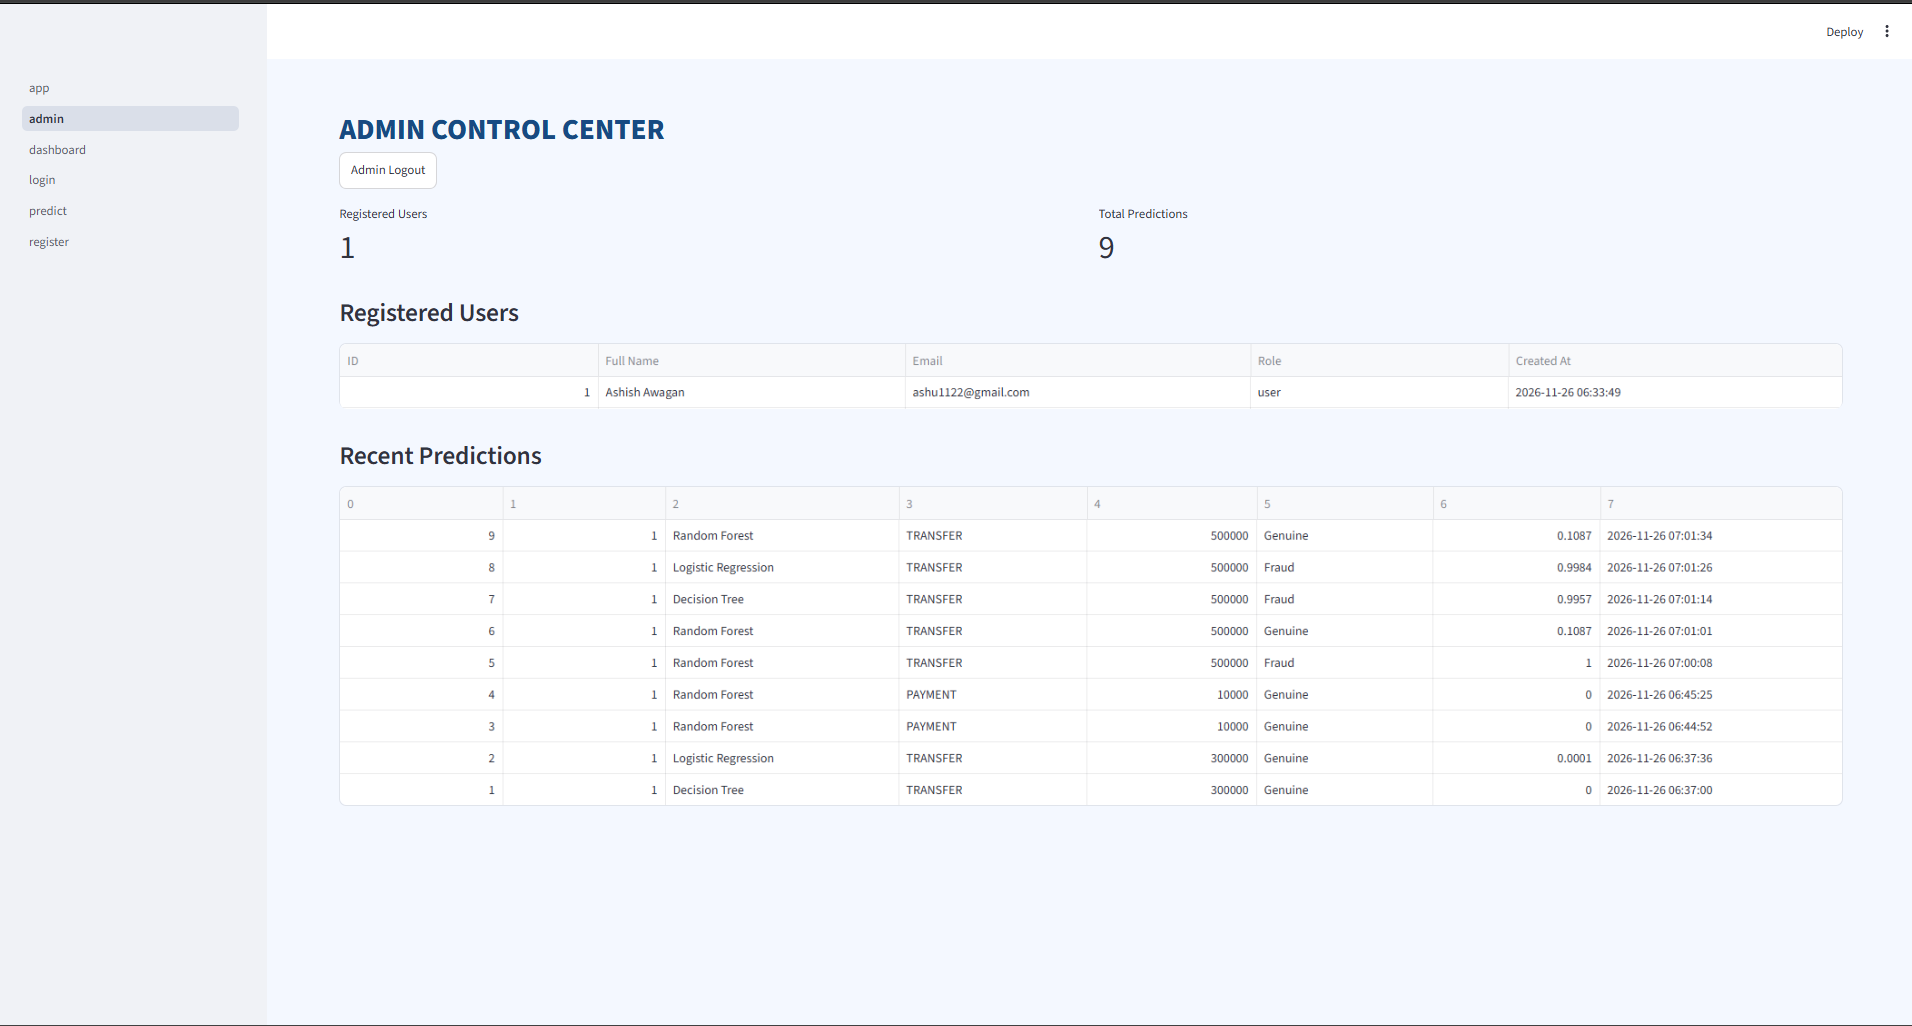 Deploy
app
admin
dashboard
login
predict
register
ADMIN CONTROL CENTER
Admin Logout
Registered Users Total Predictions
1 9
Registered Users
ID Full Name Email Role Created At
1 Ashish Awagan ashu1122@gmail.com user 2026-11-26 06:33:49
Recent Predictions
0 1 2 3 4 5 6 7
9 1 Random Forest TRANSFER 500000 Genuine 0.1087 2026-11-26 07:01:34
8 1 Logistic Regression TRANSFER 500000 Fraud 0.9984 2026-11-26 07:01:26
7 1 Decision Tree TRANSFER 500000 Fraud 0.9957 2026-11-26 07:01:14
6 1 Random Forest TRANSFER 500000 Genuine 0.1087 2026-11-26 07:01:01
5 1 Random Forest TRANSFER 500000 Fraud 1 2026-11-26 07:00:08
4 1 Random Forest PAYMENT 10000 Genuine 0 2026-11-26 06:45:25
3 1 Random Forest PAYMENT 10000 Genuine 0 2026-11-26 06:44:52
2 1 Logistic Regression TRANSFER 300000 Genuine 0.0001 2026-11-26 06:37:36
1 1 Decision Tree TRANSFER 300000 Genuine 0 2026-11-26 06:37:00